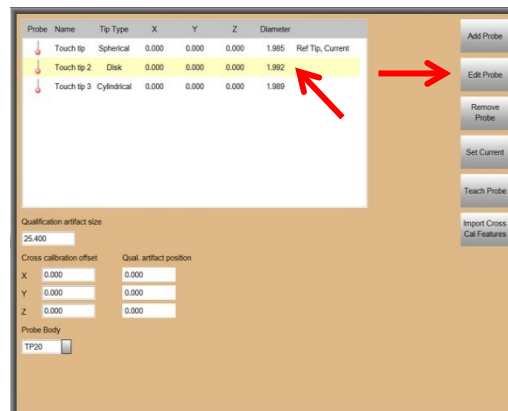 Probe Name Tip Type X Y Z Diameter
Touch tip Spherical 0.000 0.000 0.000 1.985 Ref Tip, Current
Touch tip 2 Disk 0.000 0.000 0.000 1.992
Touch tip 3 Cylindrical 0.000 0.000 0.000 1.989
Add Probe
Edit Probe
Remove
Probe
Set Current
Teach Probe
Import Cross
Cal Features
Qualification artifact size
25.400
Cross calibration offset Qual. artifact position
X 0.000 0.000
Y 0.000 0.000
Z 0.000 0.000
Probe Body
TP20